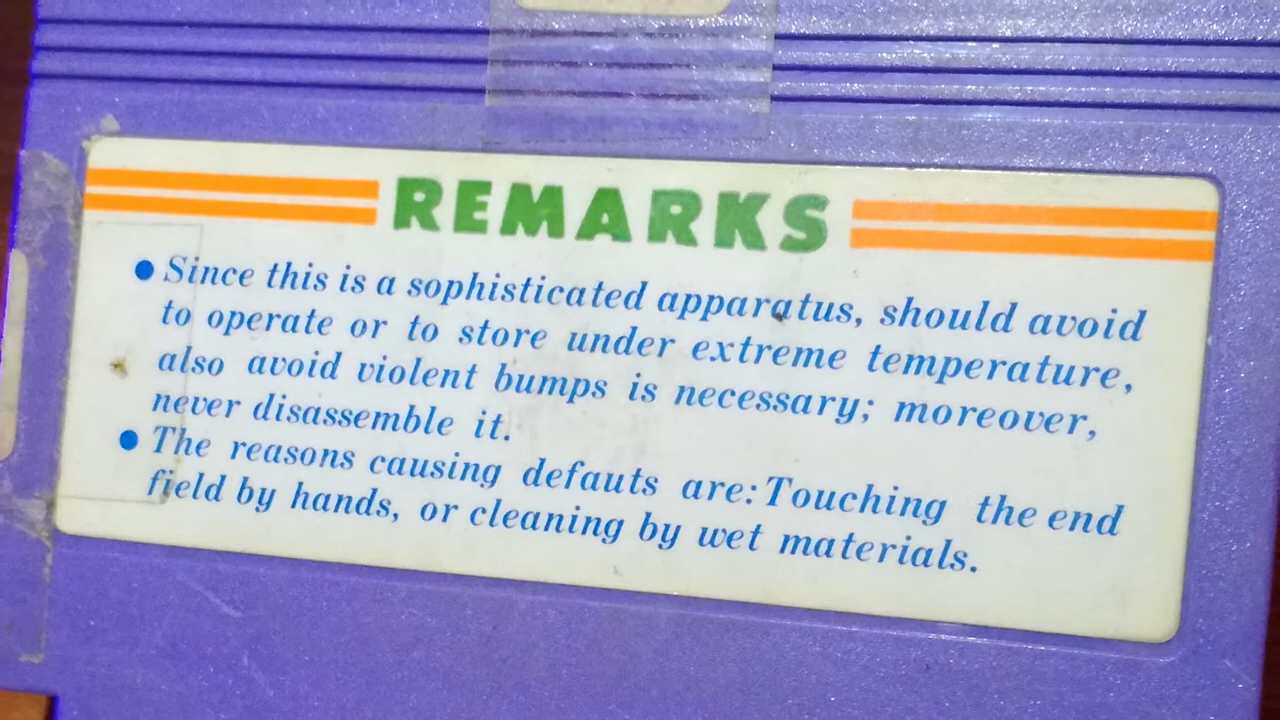 REMARKS
● Since this is a sophisticated apparatus, should avoid
to operate or to store under extreme temperature,
also avoid violent bumps is necessary; moreover,
never disassemble it.
● The reasons causing defauts are: Touching the end
field by hands, or cleaning by wet materials.